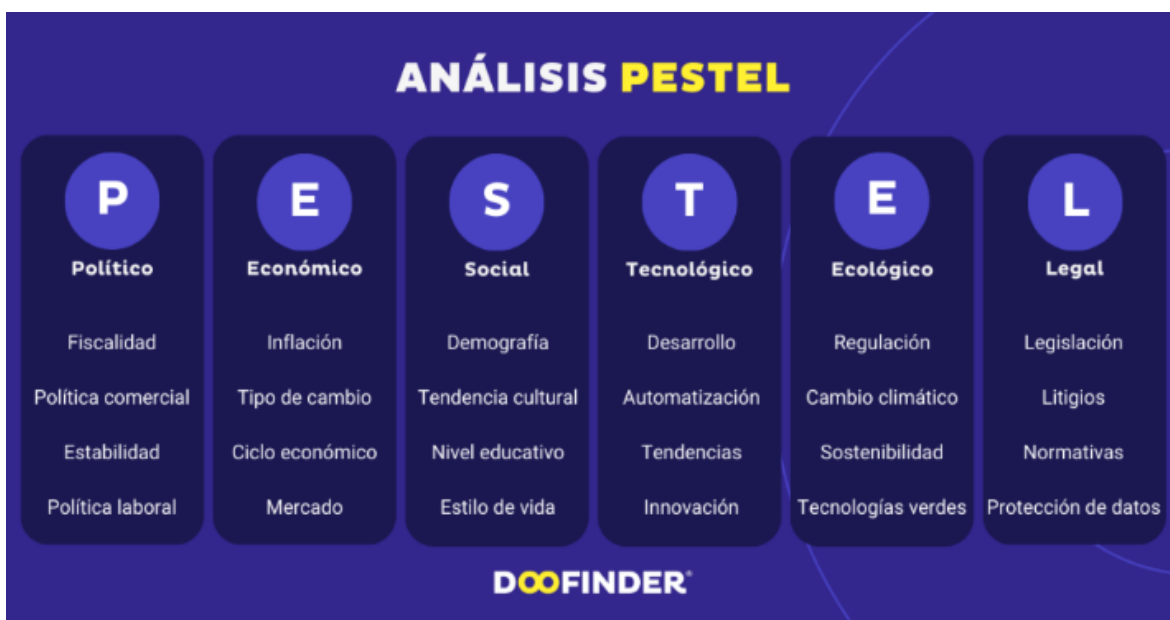 ANÁLISIS PESTEL
P
Político
Fiscalidad
Política comercial
Estabilidad
Política laboral
E
Económico
Inflación
Tipo de cambio
Ciclo económico
Mercado
S
Social
Demografía
Tendencia cultural
Nivel educativo
Estilo de vida
T
Tecnológico
Desarrollo
Automatización
Tendencias
Innovación
E
Ecológico
Regulación
Cambio climático
Sostenibilidad
Tecnologías verdes
L
Legal
Legislación
Litigios
Normativas
Protección de datos
DOOFINDER®